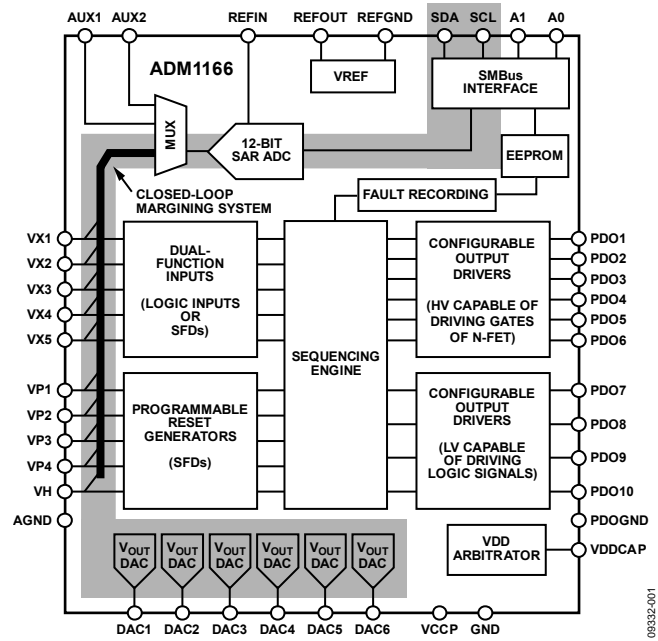 AUX1 AUX2 REFIN REFOUT REFGND SDA SCL A1 A0
ADM1166
VREF
SMBus
INTERFACE
MUX
12-BIT
SAR ADC
EEPROM
CLOSED-LOOP
MARGINING SYSTEM
FAULT RECORDING
VX1
VX2
VX3
VX4
VX5
DUAL-
FUNCTION
INPUTS
(LOGIC INPUTS
OR
SFDs)
SEQUENCING
ENGINE
CONFIGURABLE
OUTPUT
DRIVERS
(HV CAPABLE OF
DRIVING GATES
OF N-FET)
PDO1
PDO2
PDO3
PDO4
PDO5
PDO6
VP1
VP2
VP3
VP4
VH
AGND
PROGRAMMABLE
RESET
GENERATORS
(SFDs)
CONFIGURABLE
OUTPUT
DRIVERS
(LV CAPABLE
OF DRIVING
LOGIC SIGNALS)
PDO7
PDO8
PDO9
PDO10
PDOGND
VDDCAP
VDD
ARBITRATOR
VOUT
DAC
VOUT
DAC
VOUT
DAC
VOUT
DAC
VOUT
DAC
VOUT
DAC
DAC1 DAC2 DAC3 DAC4 DAC5 DAC6 VCCP GND
09332-001